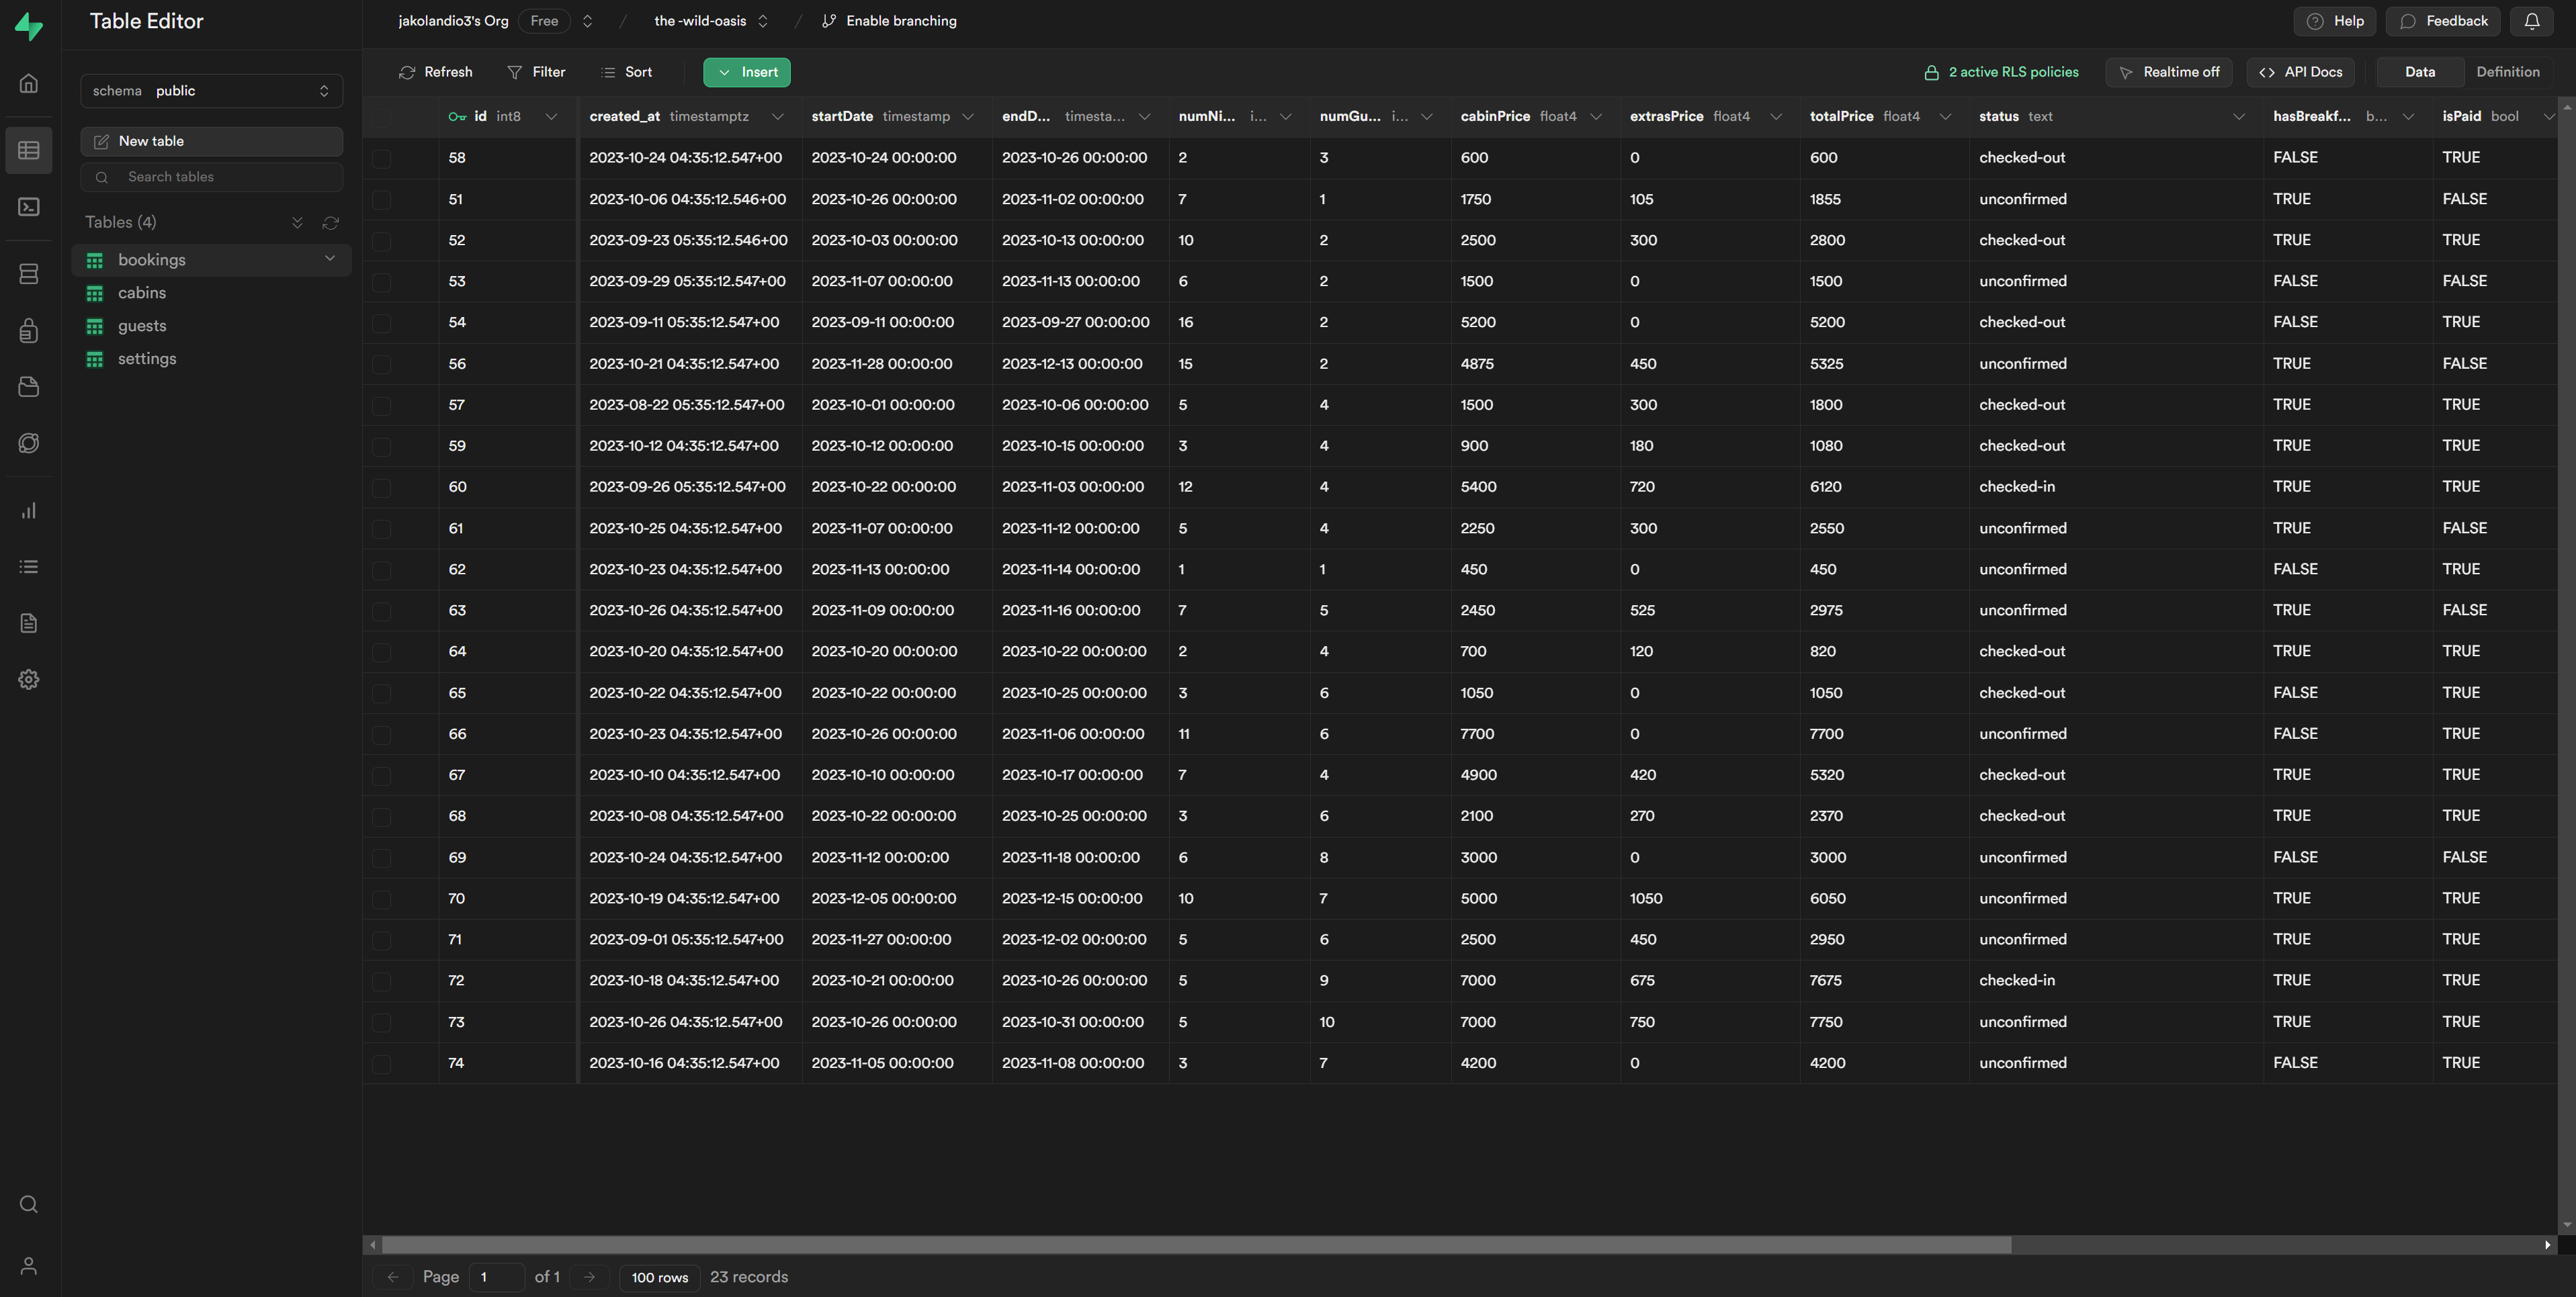 Table Editor
jakolandio3's Org Free / the -wild-oasis / Enable branching
Help Feedback
schema public
New table
Search tables
Tables (4)
bookings
cabins
guests
settings
Refresh Filter Sort Insert
2 active RLS policies Realtime off API Docs Data Definition
id int8 created_at timestamptz startDate timestamp endD... timesta... numNi... i... numGu... i... cabinPrice float4 extrasPrice float4 totalPrice float4 status text hasBreakf... b... isPaid bool
58 2023-10-24 04:35:12.547+00 2023-10-24 00:00:00 2023-10-26 00:00:00 2 3 600 0 600 checked-out FALSE TRUE
51 2023-10-06 04:35:12.546+00 2023-10-26 00:00:00 2023-11-02 00:00:00 7 1 1750 105 1855 unconfirmed TRUE FALSE
52 2023-09-23 05:35:12.546+00 2023-10-03 00:00:00 2023-10-13 00:00:00 10 2 2500 300 2800 checked-out TRUE TRUE
53 2023-09-29 05:35:12.547+00 2023-11-07 00:00:00 2023-11-13 00:00:00 6 2 1500 0 1500 unconfirmed FALSE FALSE
54 2023-09-11 05:35:12.547+00 2023-09-11 00:00:00 2023-09-27 00:00:00 16 2 5200 0 5200 checked-out FALSE TRUE
56 2023-10-21 04:35:12.547+00 2023-11-28 00:00:00 2023-12-13 00:00:00 15 2 4875 450 5325 unconfirmed TRUE FALSE
57 2023-08-22 05:35:12.547+00 2023-10-01 00:00:00 2023-10-06 00:00:00 5 4 1500 300 1800 checked-out TRUE TRUE
59 2023-10-12 04:35:12.547+00 2023-10-12 00:00:00 2023-10-15 00:00:00 3 4 900 180 1080 checked-out TRUE TRUE
60 2023-09-26 05:35:12.547+00 2023-10-22 00:00:00 2023-11-03 00:00:00 12 4 5400 720 6120 checked-in TRUE TRUE
61 2023-10-25 04:35:12.547+00 2023-11-07 00:00:00 2023-11-12 00:00:00 5 4 2250 300 2550 unconfirmed TRUE FALSE
62 2023-10-23 04:35:12.547+00 2023-11-13 00:00:00 2023-11-14 00:00:00 1 1 450 0 450 unconfirmed FALSE TRUE
63 2023-10-26 04:35:12.547+00 2023-11-09 00:00:00 2023-11-16 00:00:00 7 5 2450 525 2975 unconfirmed TRUE FALSE
64 2023-10-20 04:35:12.547+00 2023-10-20 00:00:00 2023-10-22 00:00:00 2 4 700 120 820 checked-out TRUE TRUE
65 2023-10-22 04:35:12.547+00 2023-10-22 00:00:00 2023-10-25 00:00:00 3 6 1050 0 1050 checked-out FALSE TRUE
66 2023-10-23 04:35:12.547+00 2023-10-26 00:00:00 2023-11-06 00:00:00 11 6 7700 0 7700 unconfirmed FALSE TRUE
67 2023-10-10 04:35:12.547+00 2023-10-10 00:00:00 2023-10-17 00:00:00 7 4 4900 420 5320 checked-out TRUE TRUE
68 2023-10-08 04:35:12.547+00 2023-10-22 00:00:00 2023-10-25 00:00:00 3 6 2100 270 2370 checked-out TRUE TRUE
69 2023-10-24 04:35:12.547+00 2023-11-12 00:00:00 2023-11-18 00:00:00 6 8 3000 0 3000 unconfirmed FALSE FALSE
70 2023-10-19 04:35:12.547+00 2023-12-05 00:00:00 2023-12-15 00:00:00 10 7 5000 1050 6050 unconfirmed TRUE TRUE
71 2023-09-01 05:35:12.547+00 2023-11-27 00:00:00 2023-12-02 00:00:00 5 6 2500 450 2950 unconfirmed TRUE TRUE
72 2023-10-18 04:35:12.547+00 2023-10-21 00:00:00 2023-10-26 00:00:00 5 9 7000 675 7675 checked-in TRUE TRUE
73 2023-10-26 04:35:12.547+00 2023-10-26 00:00:00 2023-10-31 00:00:00 5 10 7000 750 7750 unconfirmed TRUE TRUE
74 2023-10-16 04:35:12.547+00 2023-11-05 00:00:00 2023-11-08 00:00:00 3 7 4200 0 4200 unconfirmed FALSE TRUE
Page 1 of 1 100 rows 23 records